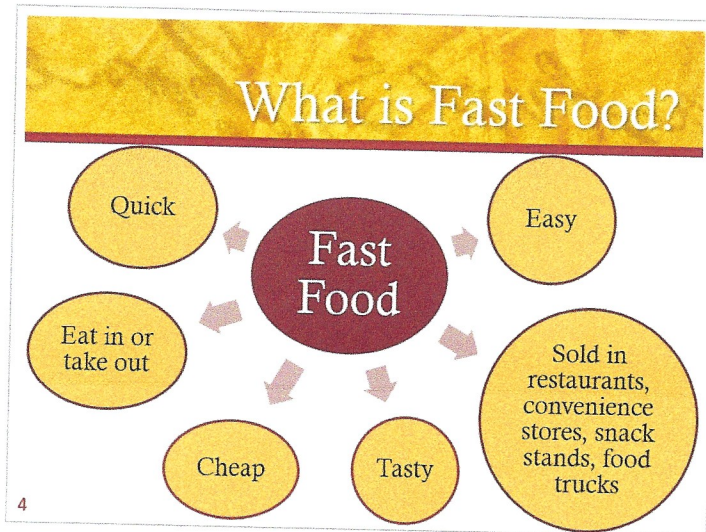 What is Fast Food?
Quick
Fast
Food
Easy
Eat in or
take out
Sold in
restaurants,
convenience
stores, snack
stands, food
trucks
Cheap
Tasty
4